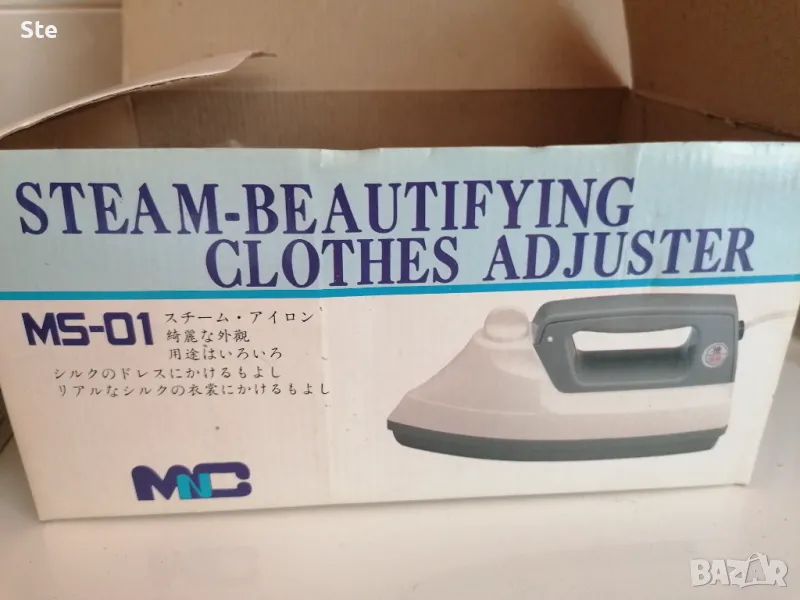 Ste
STEAM-BEAUTIFYING
CLOTHES ADJUSTER
MS-01
スチーム・アイロン
綺麗な外觀
用途はいろいろ
シルクのドレスにかけるもよし
リアルなシルクの衣裳にかけるもよし
MNC
BAZAR